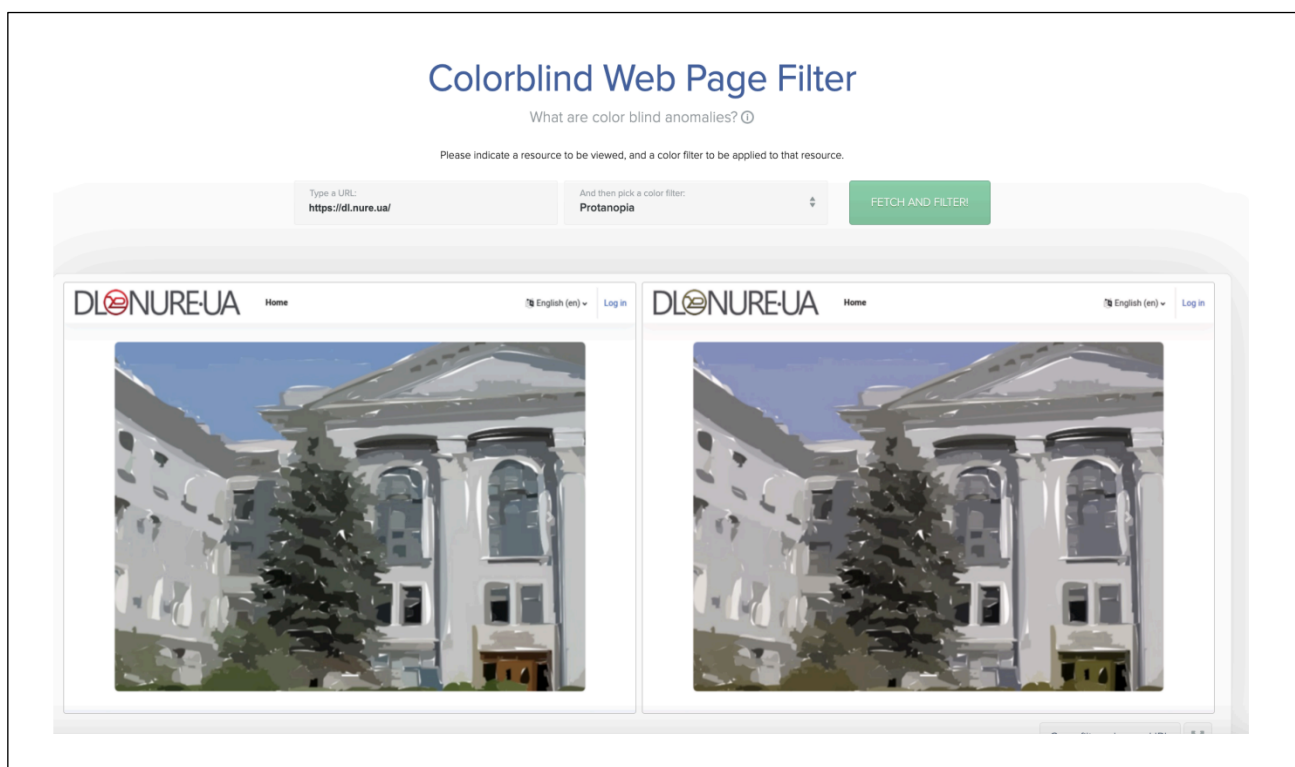 Colorblind Web Page Filter
What are color blind anomalies?
Please indicate a resource to be viewed, and a color filter to be applied to that resource.
Type a URL:
https://dl.nure.ua/
And then pick a color filter:
Protanopia
FETCH AND FILTER!
DL NURE·UA Home English (en) Log in
DL NURE·UA Home English (en) Log in